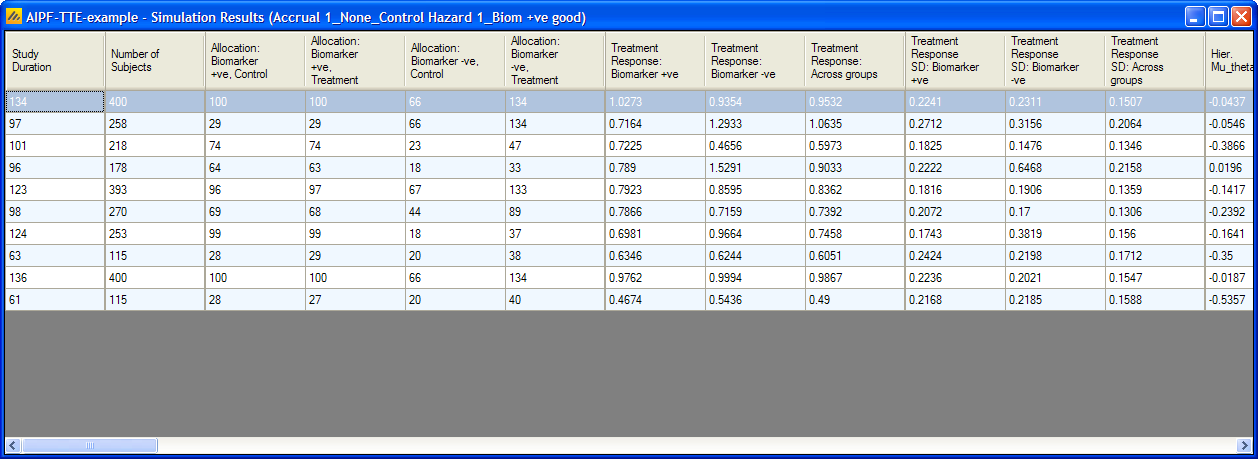 AIPF-TTE-example - Simulation Results (Accrual 1_None_Control Hazard 1_Biom +ve good)
Study Duration Number of Subjects Allocation: Biomarker +ve, Control Allocation: Biomarker +ve, Treatment Allocation: Biomarker -ve, Control Allocation: Biomarker -ve, Treatment Treatment Response: Biomarker +ve Treatment Response: Biomarker -ve Treatment Response: Across groups Treatment Response SD: Biomarker +ve Treatment Response SD: Biomarker -ve Treatment Response SD: Across groups Hier. Mu_theta
134 400 100 100 66 134 1.0273 0.9354 0.9532 0.2241 0.2311 0.1507 -0.0437
97 258 29 29 66 134 0.7164 1.2933 1.0635 0.2712 0.3156 0.2064 -0.0546
101 218 74 74 23 47 0.7225 0.4656 0.5973 0.1825 0.1476 0.1346 -0.3866
96 178 64 63 18 33 0.789 1.5291 0.9033 0.2222 0.6468 0.2158 0.0196
123 393 96 97 67 133 0.7923 0.8595 0.8362 0.1816 0.1906 0.1359 -0.1417
98 270 69 68 44 89 0.7866 0.7159 0.7392 0.2072 0.17 0.1306 -0.2392
124 253 99 99 18 37 0.6981 0.9664 0.7458 0.1743 0.3819 0.156 -0.1641
63 115 28 29 20 38 0.6346 0.6244 0.6051 0.2424 0.2198 0.1712 -0.35
136 400 100 100 66 134 0.9762 0.9994 0.9867 0.2236 0.2021 0.1547 -0.0187
61 115 28 27 20 40 0.4674 0.5436 0.49 0.2168 0.2185 0.1588 -0.5357